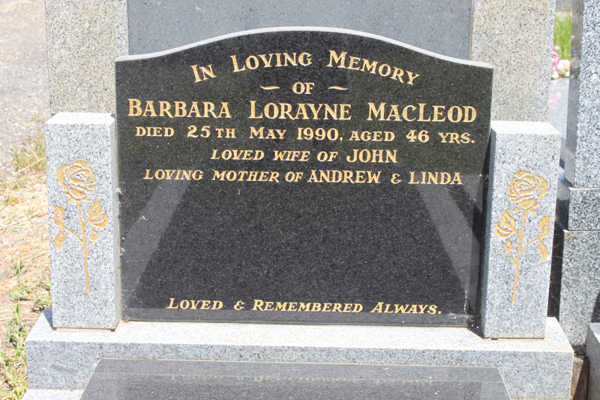 In Loving Memory
~ OF ~
Barbara Lorayne MacLeod
Died 25th May 1990, aged 46 yrs.
Loved wife of JOHN
Loving mother of ANDREW & LINDA
Loved & Remembered Always.